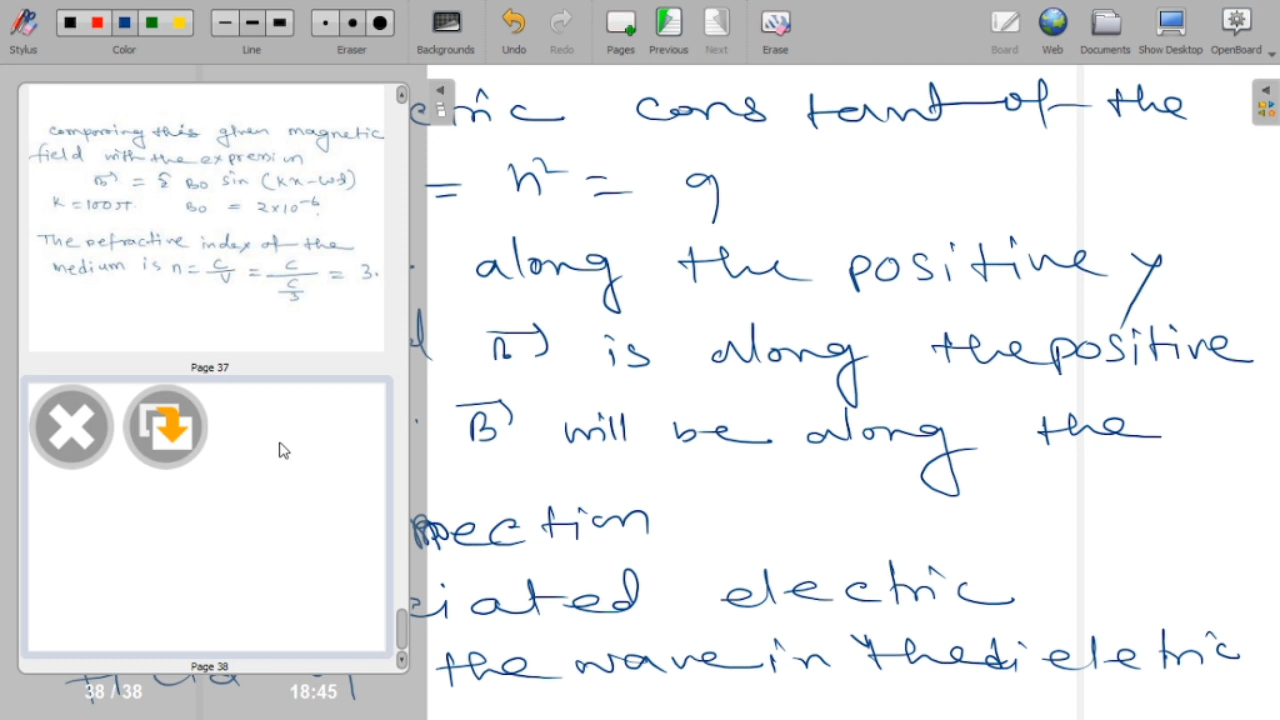 Stylus Color Line Eraser Backgrounds Undo Redo Pages Previous Next Erase Board Web Documents Show Desktop OpenBoard
comparing this given magnetic
field with the expression
B = B0 sin (kx-ωt)
K = 100π B0 = 2×10-6
The refractive index of the
medium is n = c/v = c/(c/3) = 3.
Page 37
Page 38
38 / 38 18:45
constant of the
= n² = 9
along the positive y
B is along the positive
B will be along the
electric
the wave in the dieletric